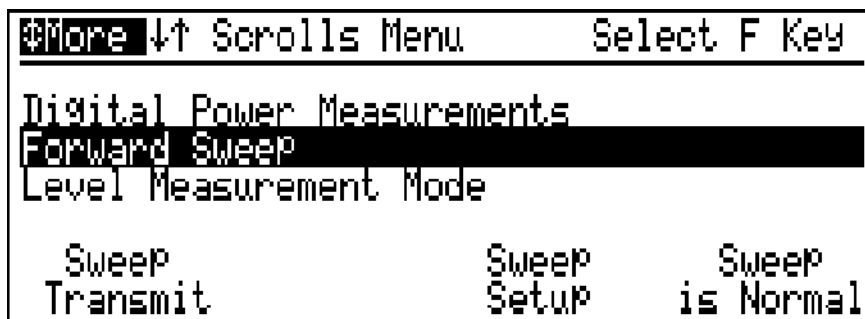 ↕More ↓↑ Scrolls Menu Select F Key
Digital Power Measurements
Forward Sweep
Level Measurement Mode
Sweep Sweep Sweep
Transmit Setup is Normal